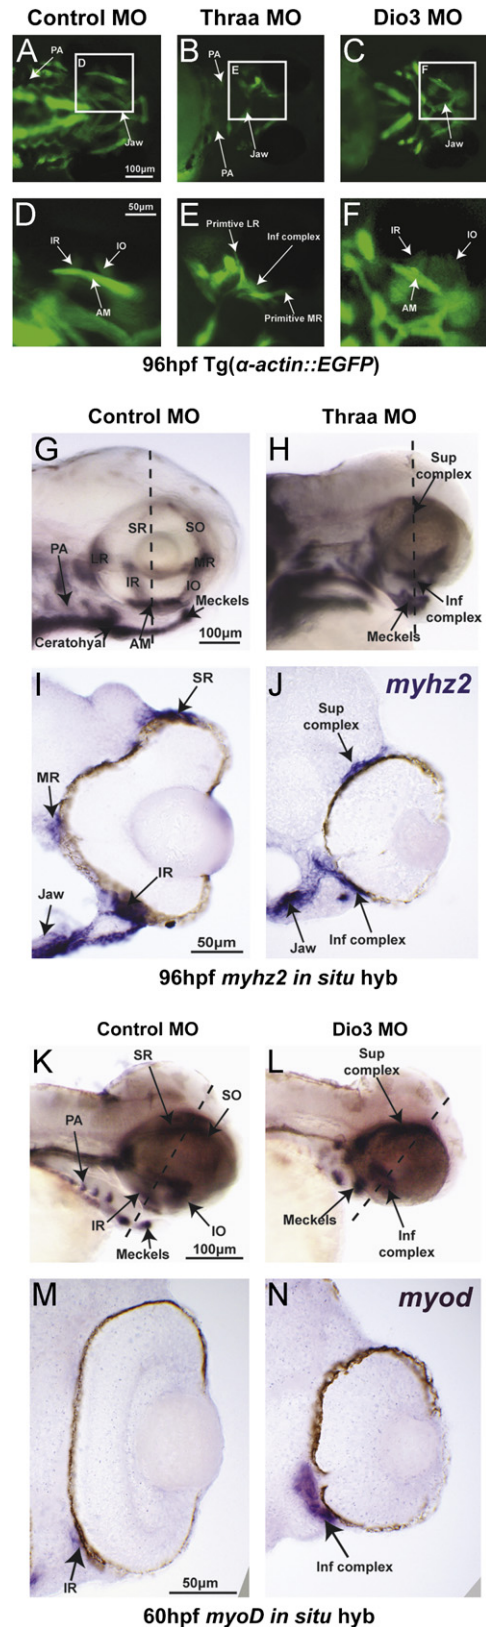 Control MO
Thraa MO
Dio3 MO
A
PA
D
Jaw
100μm
B
PA
E
Jaw
PA
C
F
Jaw
D
50μm
IR
IO
AM
E
Primtive LR
Inf complex
Primitive MR
F
IR
IO
AM
96hpf Tg(α-actin::EGFP)
Control MO
Thraa MO
G
SR
SO
PA
LR
MR
IR
IO
Meckels
Ceratohyal
AM
100μm
H
Sup
complex
Inf
complex
Meckels
I
SR
MR
IR
Jaw
50μm
J
myhz2
Sup
complex
Jaw
Inf complex
96hpf myhz2 in situ hyb
Control MO
Dio3 MO
K
SR
SO
PA
IR
IO
Meckels
100μm
L
Sup
complex
Meckels
Inf
complex
M
IR
50μm
N
myod
Inf complex
60hpf myoD in situ hyb